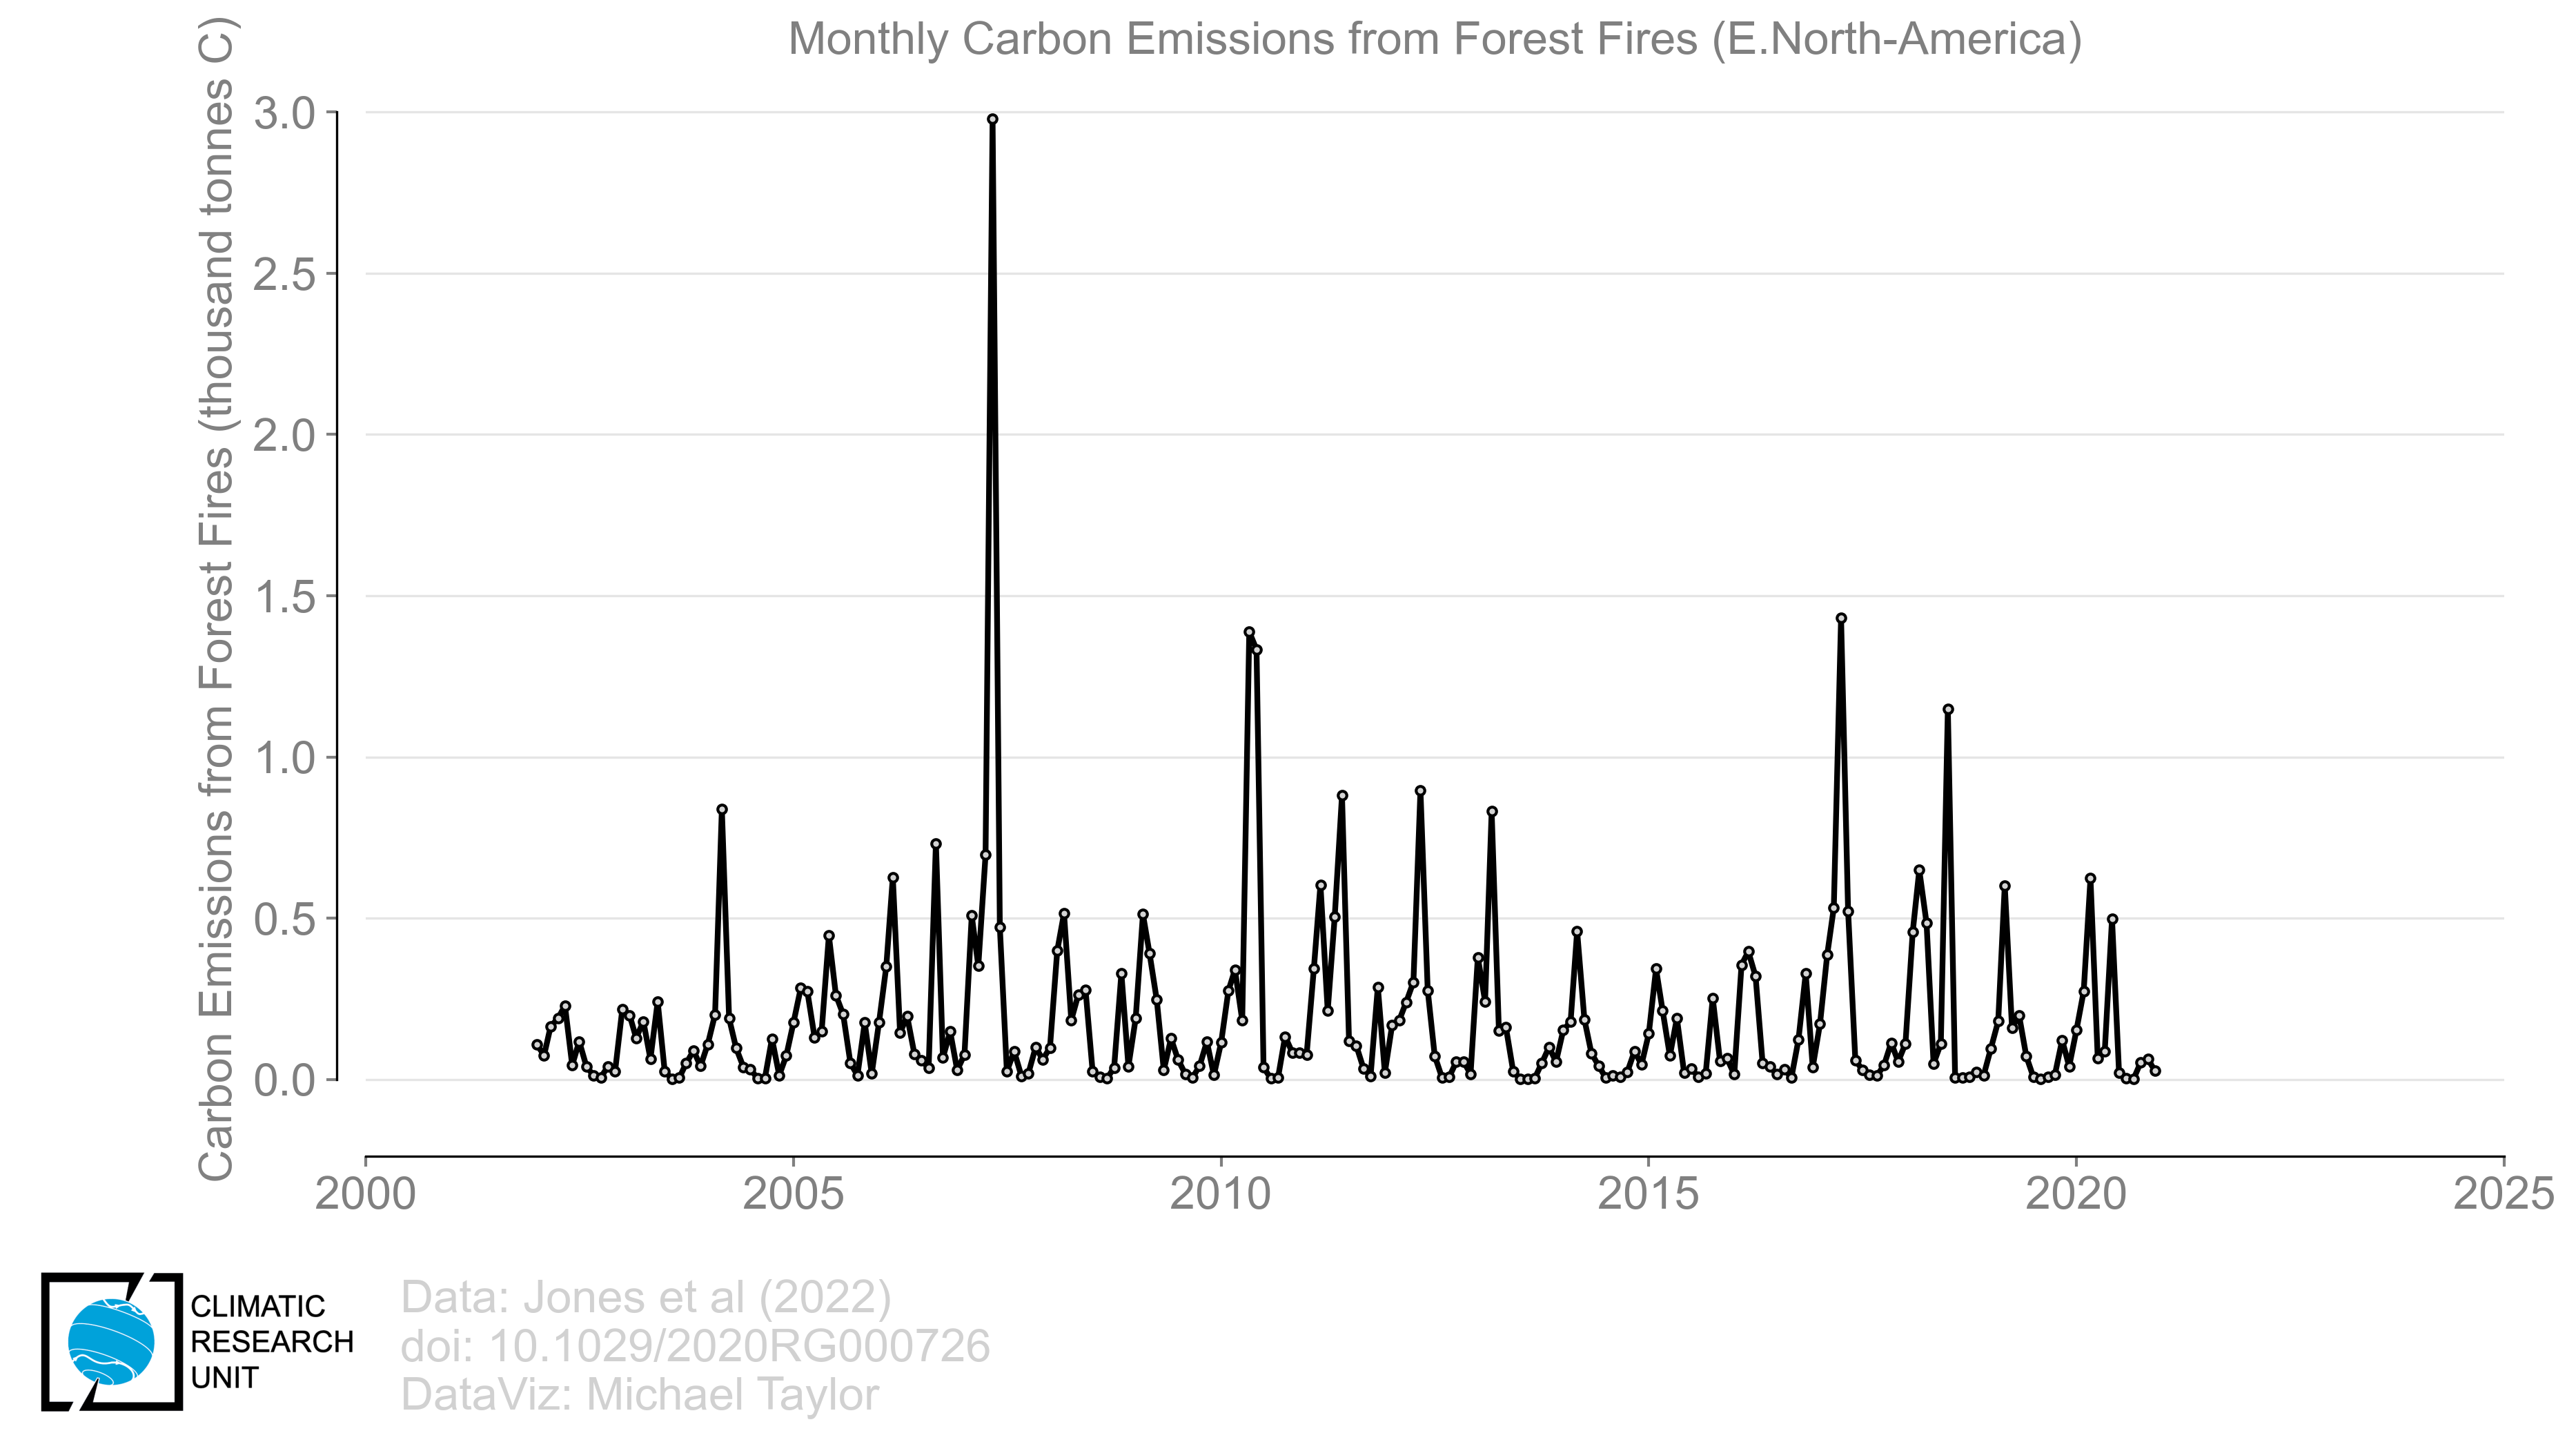 Monthly Carbon Emissions from Forest Fires (E.North-America)
Carbon Emissions from Forest Fires (thousand tonnes C)
3.0
2.5
2.0
1.5
1.0
0.5
0.0
2000
2005
2010
2015
2020
2025
CLIMATIC
RESEARCH
UNIT
Data: Jones et al (2022)
doi: 10.1029/2020RG000726
DataViz: Michael Taylor